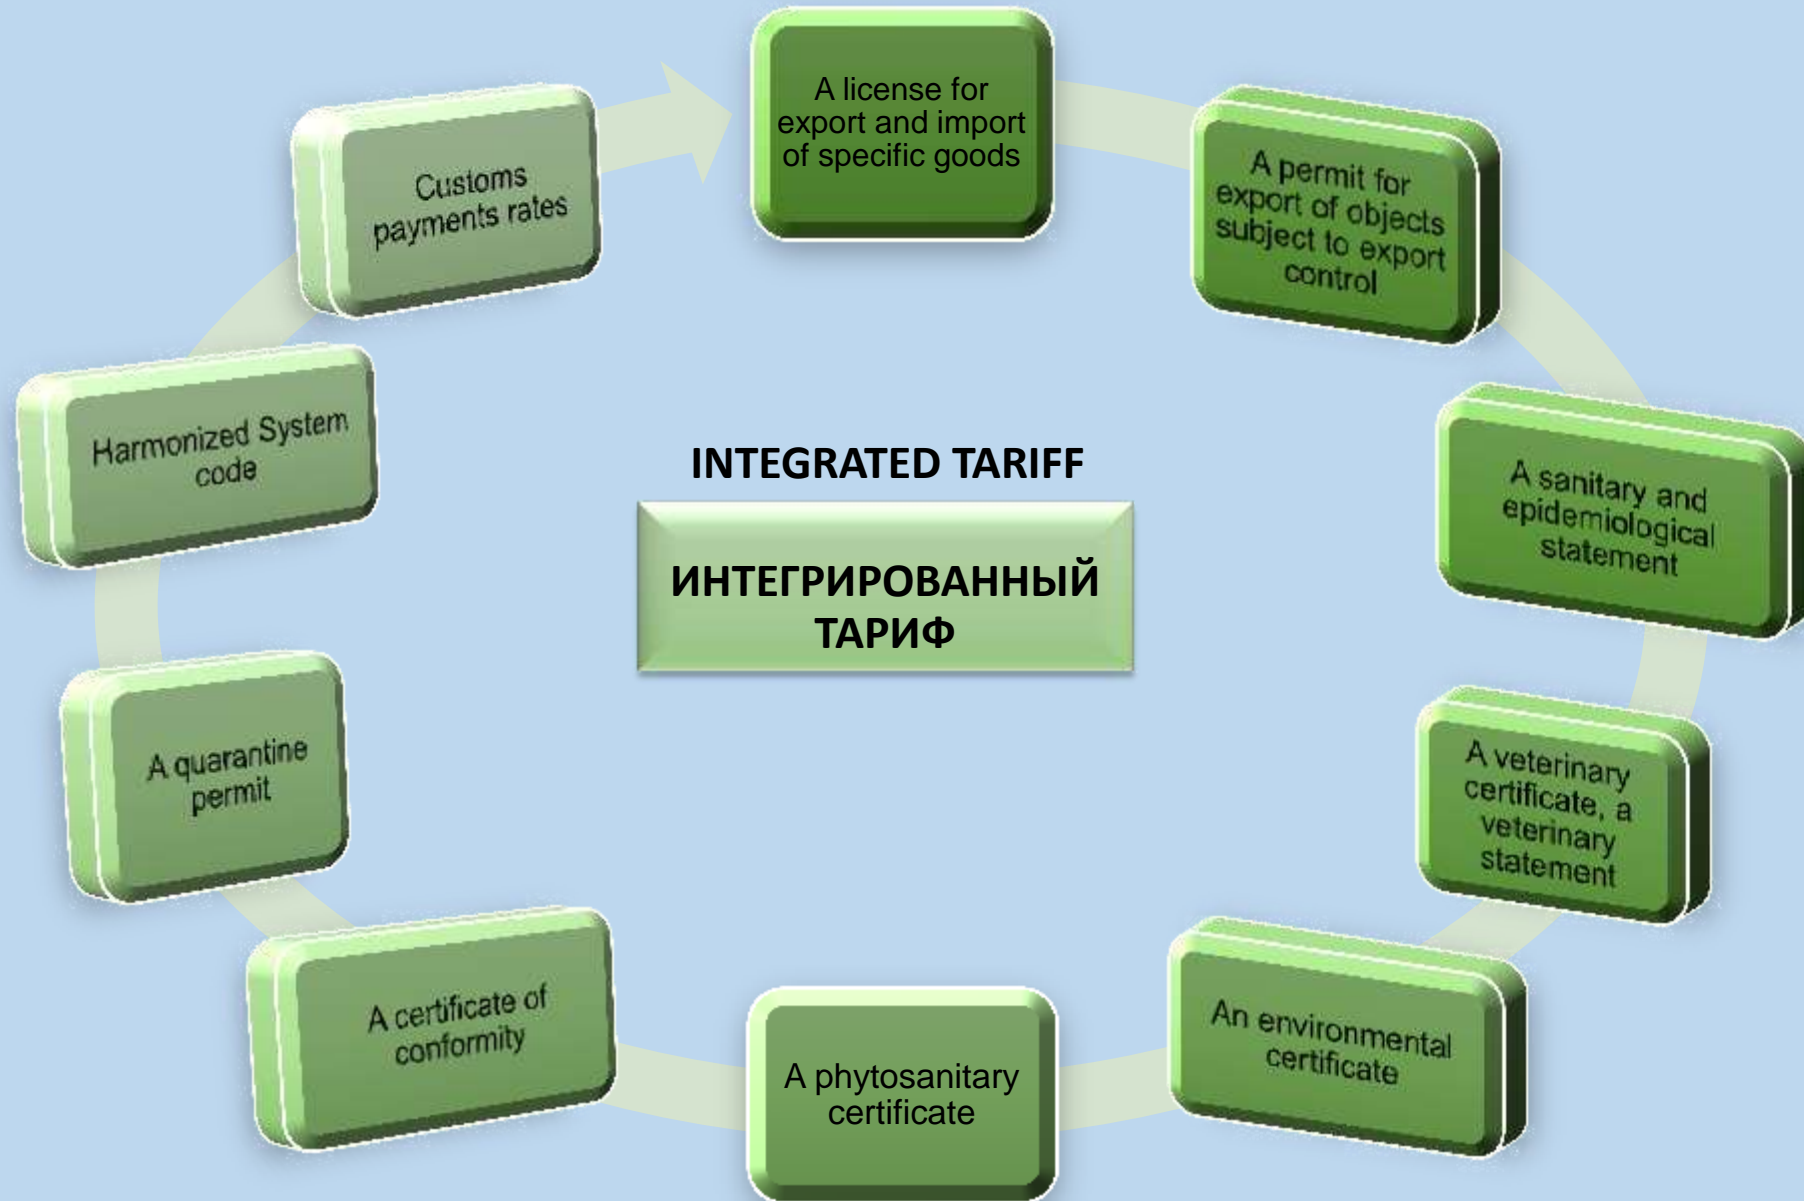 A license for
export and import
of specific goods
A permit for
export of objects
subject to export
control
A sanitary and
epidemiological
statement
A veterinary
certificate, a
veterinary
statement
An environmental
certificate
A phytosanitary
certificate
A certificate of
conformity
A quarantine
permit
Harmonized System
code
Customs
payments rates
INTEGRATED TARIFF
ИНТЕГРИРОВАННЫЙ
ТАРИФ